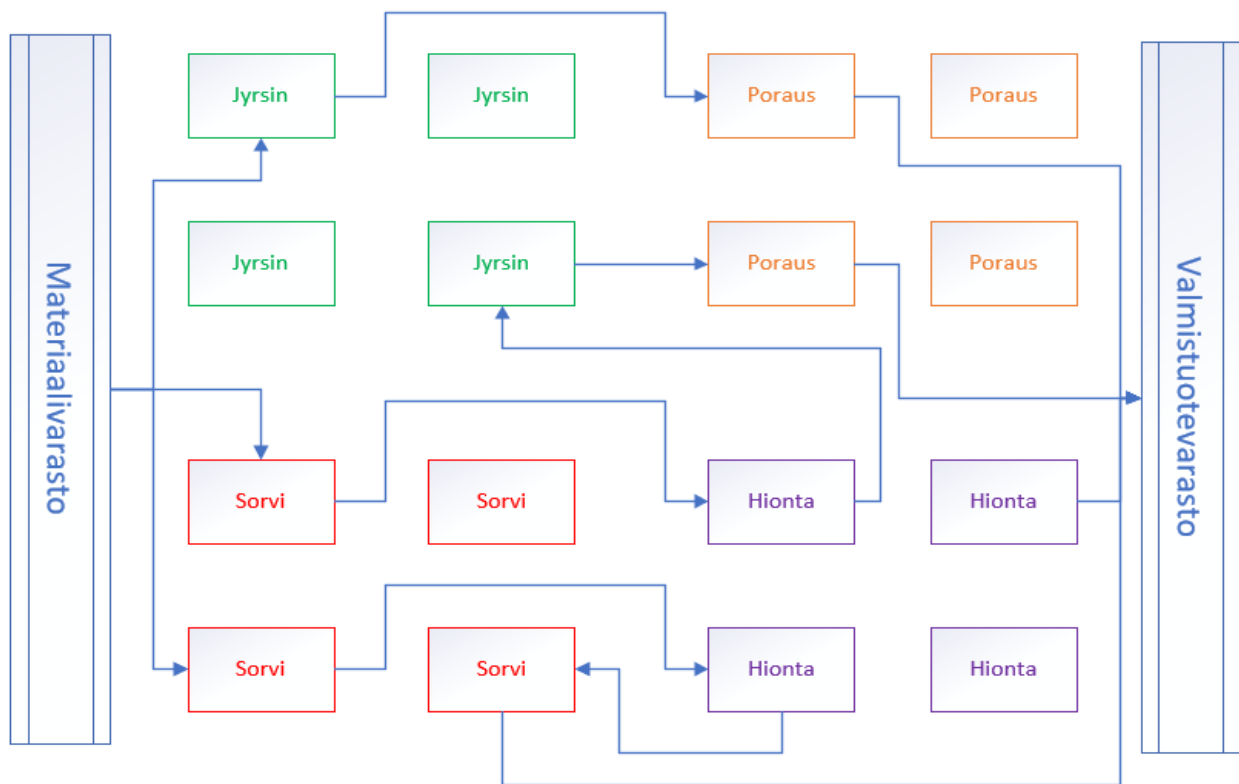 Materiaalivarasto
Jyrsin
Jyrsin
Poraus
Poraus
Jyrsin
Jyrsin
Poraus
Poraus
Sorvi
Sorvi
Hionta
Hionta
Sorvi
Sorvi
Hionta
Hionta
Valmistuotevarasto